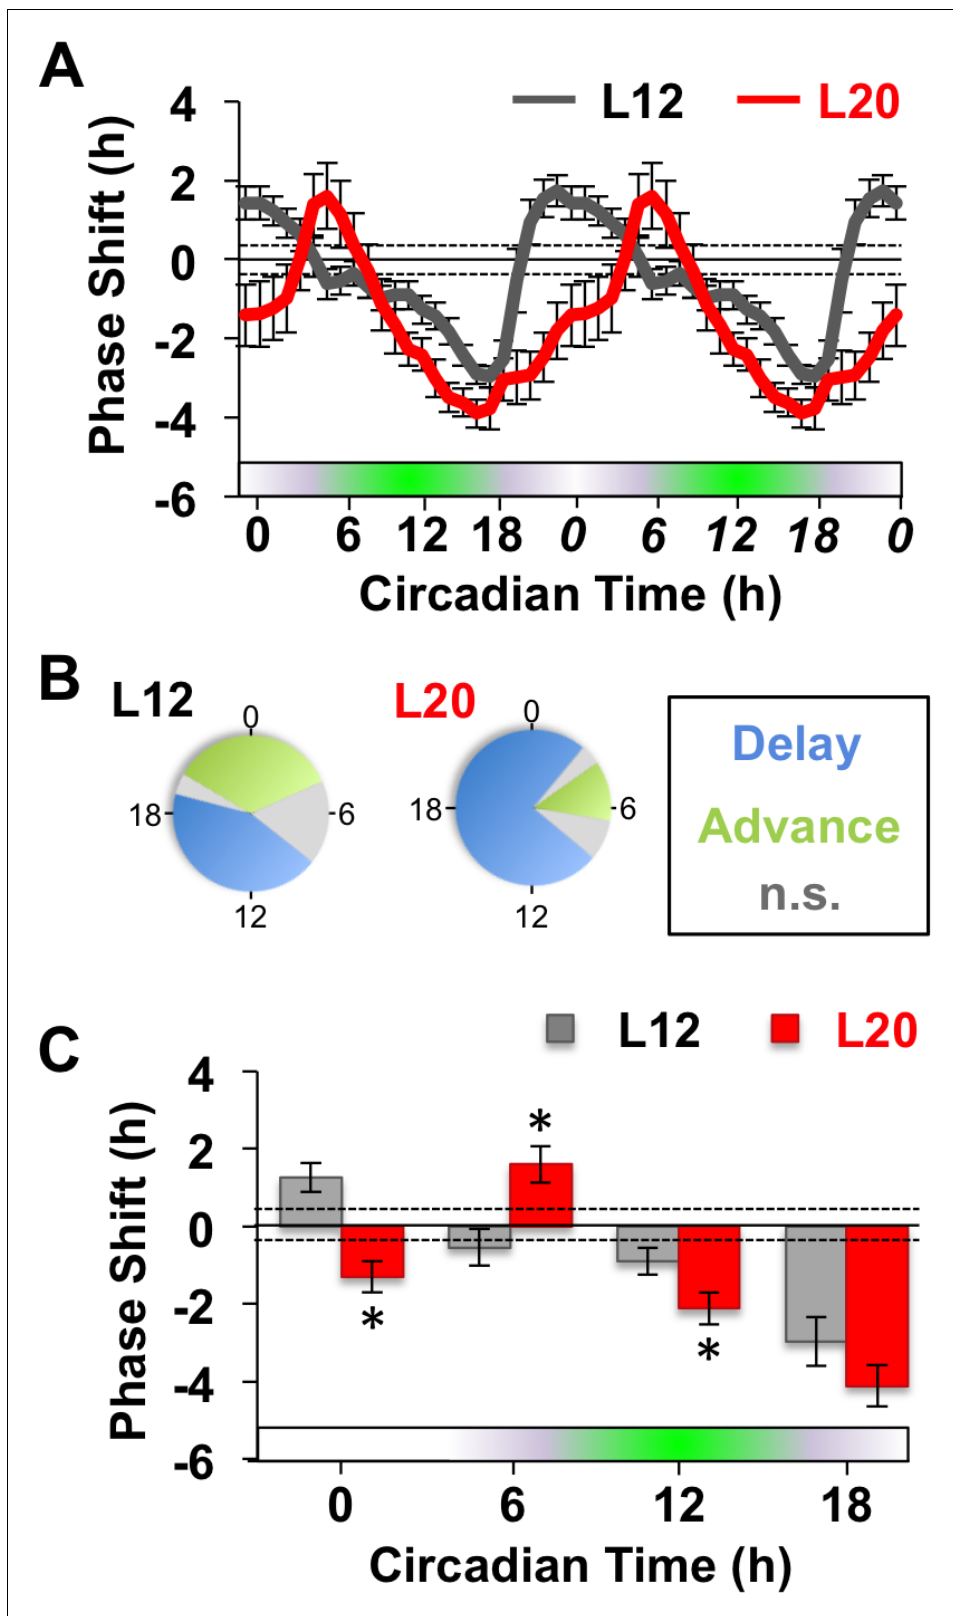 A
L12 L20
Phase Shift (h)
4
2
0
-2
-4
-6
0 6 12 18 0 6 12 18 0
Circadian Time (h)
B
L12 L20
0
18 6
12
0
18 6
12
Delay
Advance
n.s.
C
L12 L20
Phase Shift (h)
4
2
0
-2
-4
-6
*
*
*
0 6 12 18
Circadian Time (h)